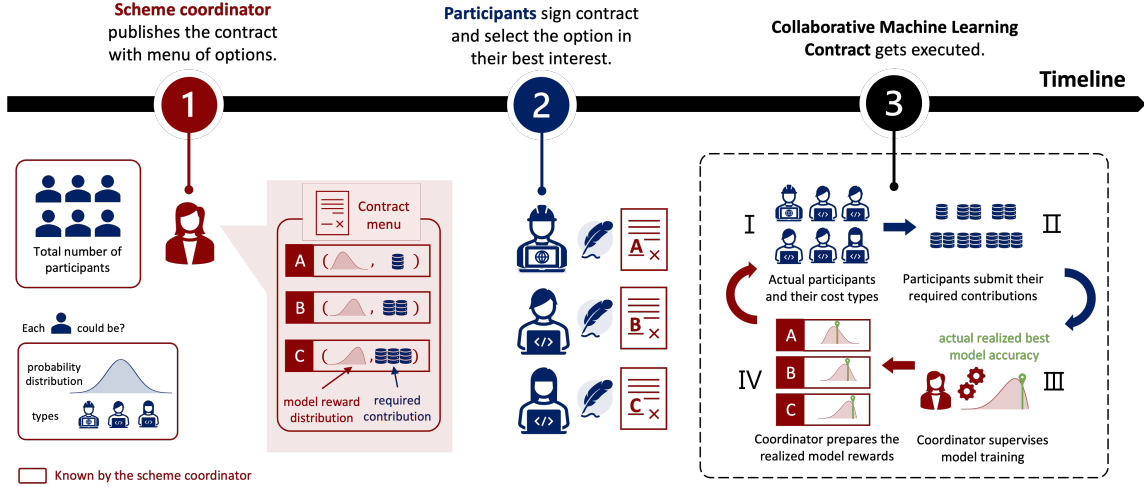 Scheme coordinator
publishes the contract
with menu of options.
Participants sign contract
and select the option in
their best interest.
Collaborative Machine Learning
Contract gets executed.
Timeline
1
2
3
Total number of
participants
Each could be?
probability
distribution
types
Known by the scheme coordinator
Contract
menu
A ( , )
B ( , )
C ( , )
model reward
distribution
required
contribution
A
B
C
I
Actual participants
and their cost types
II
Participants submit their
required contributions
actual realized best
model accuracy
III
Coordinator supervises
model training
IV
A
B
C
Coordinator prepares the
realized model rewards